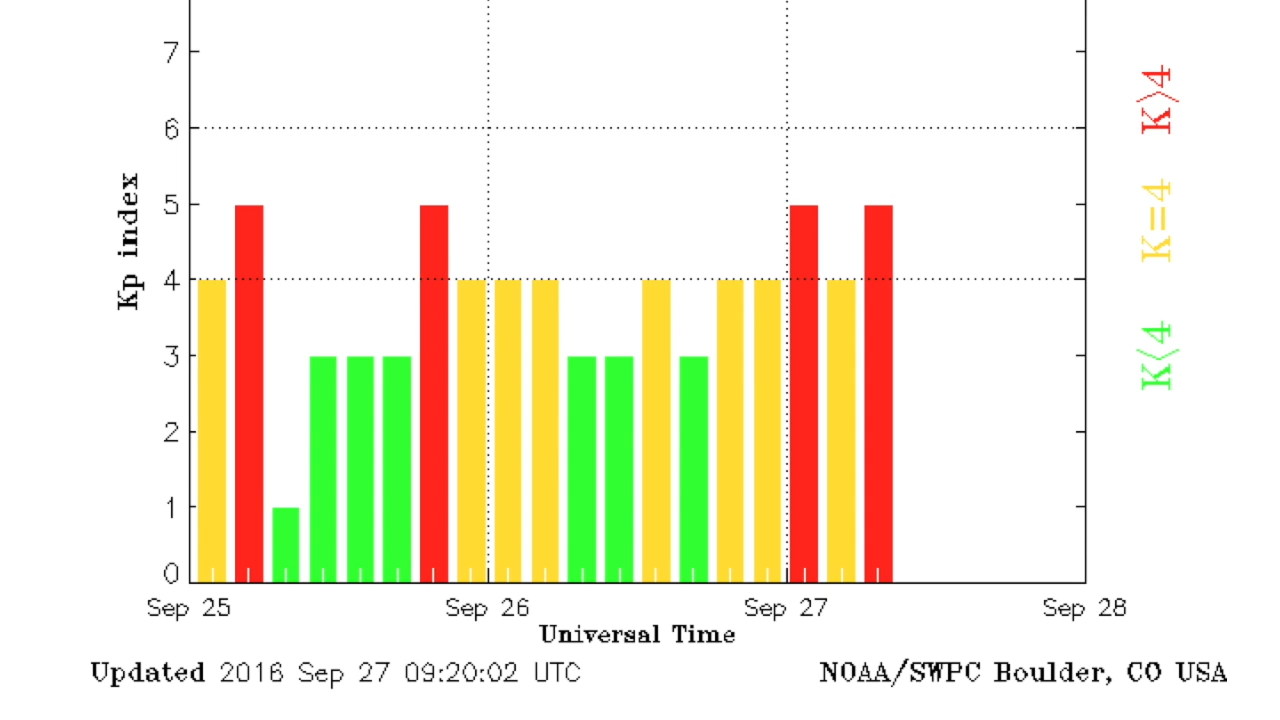 7
6
5
4
3
2
1
0
Kp index
K>4
K=4
K<4
Sep 25 Sep 26 Sep 27 Sep 28
Universal Time
Updated 2016 Sep 27 09:20:02 UTC NOAA/SWPC Boulder, CO USA